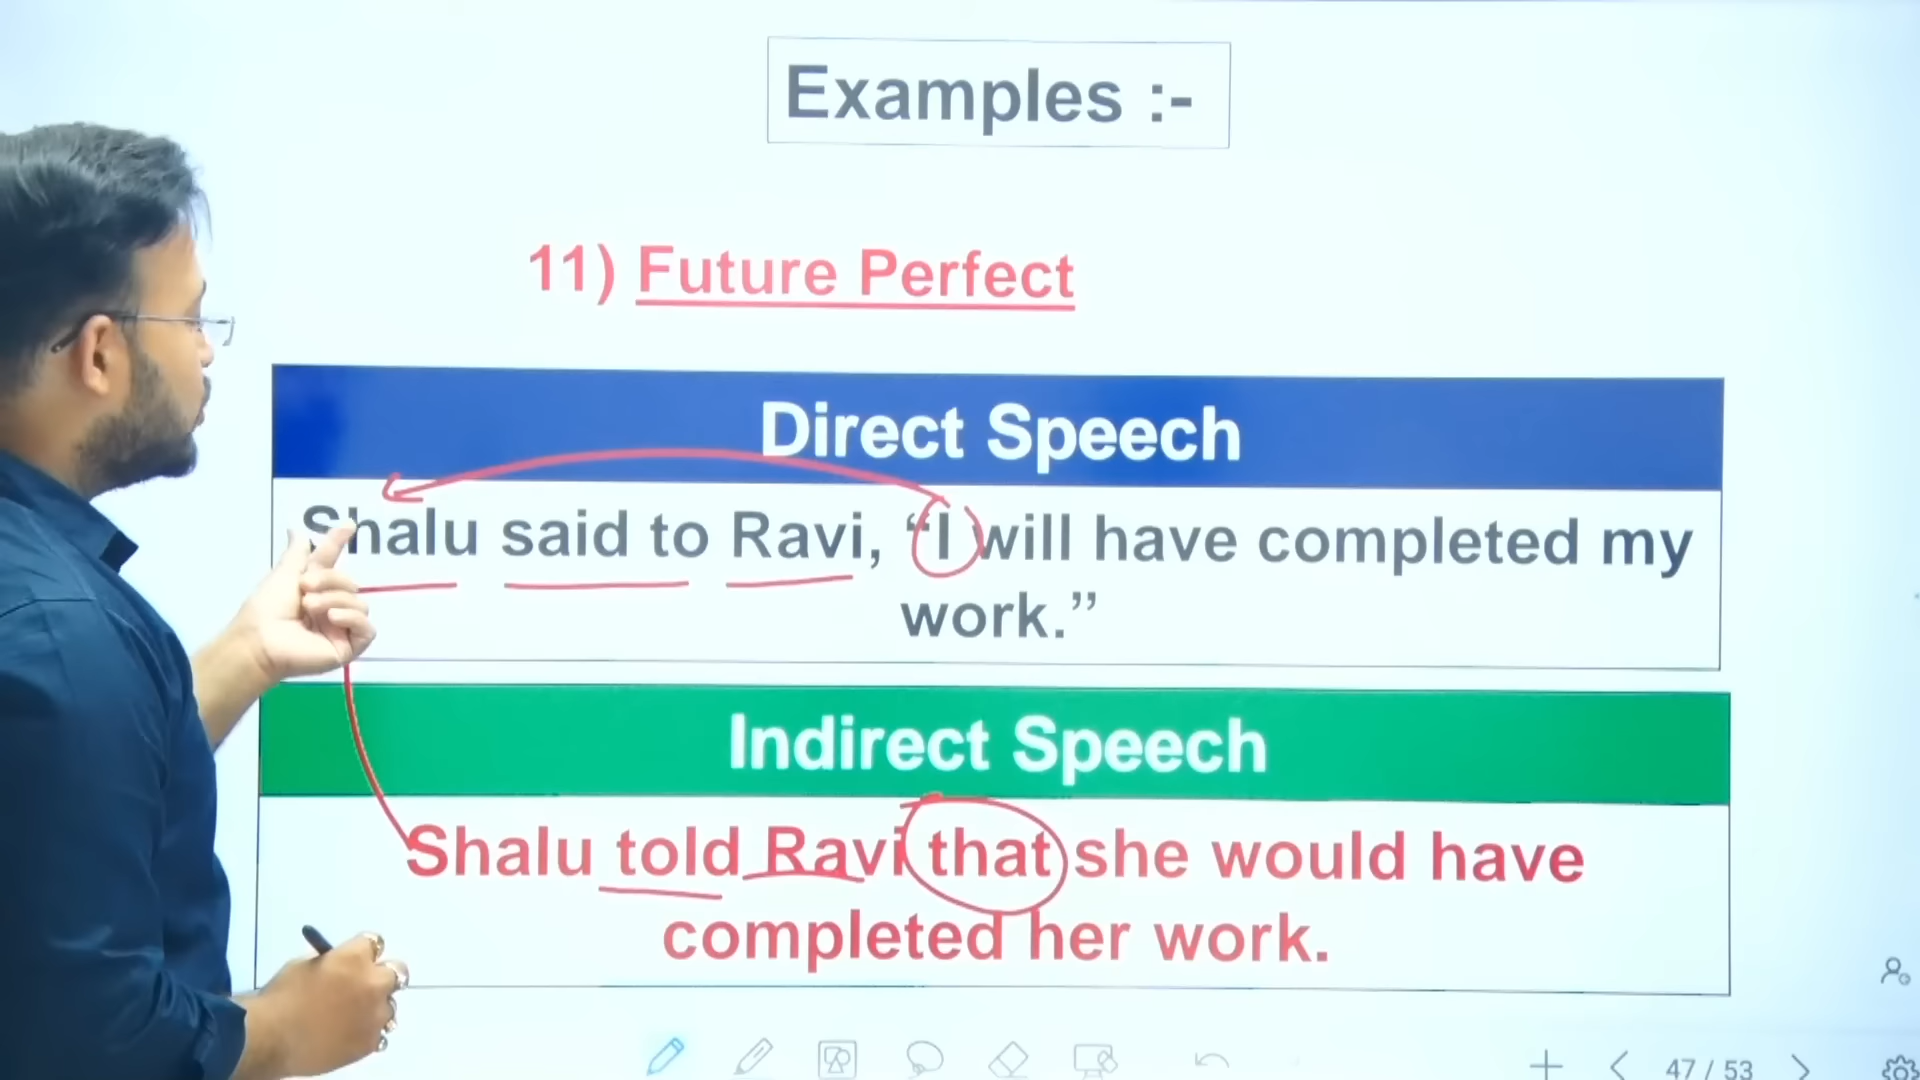 Examples :-
11) Future Perfect
Direct Speech
Shalu said to Ravi, “I will have completed my
work.”
Indirect Speech
Shalu told Ravi that she would have
completed her work.
47 / 53